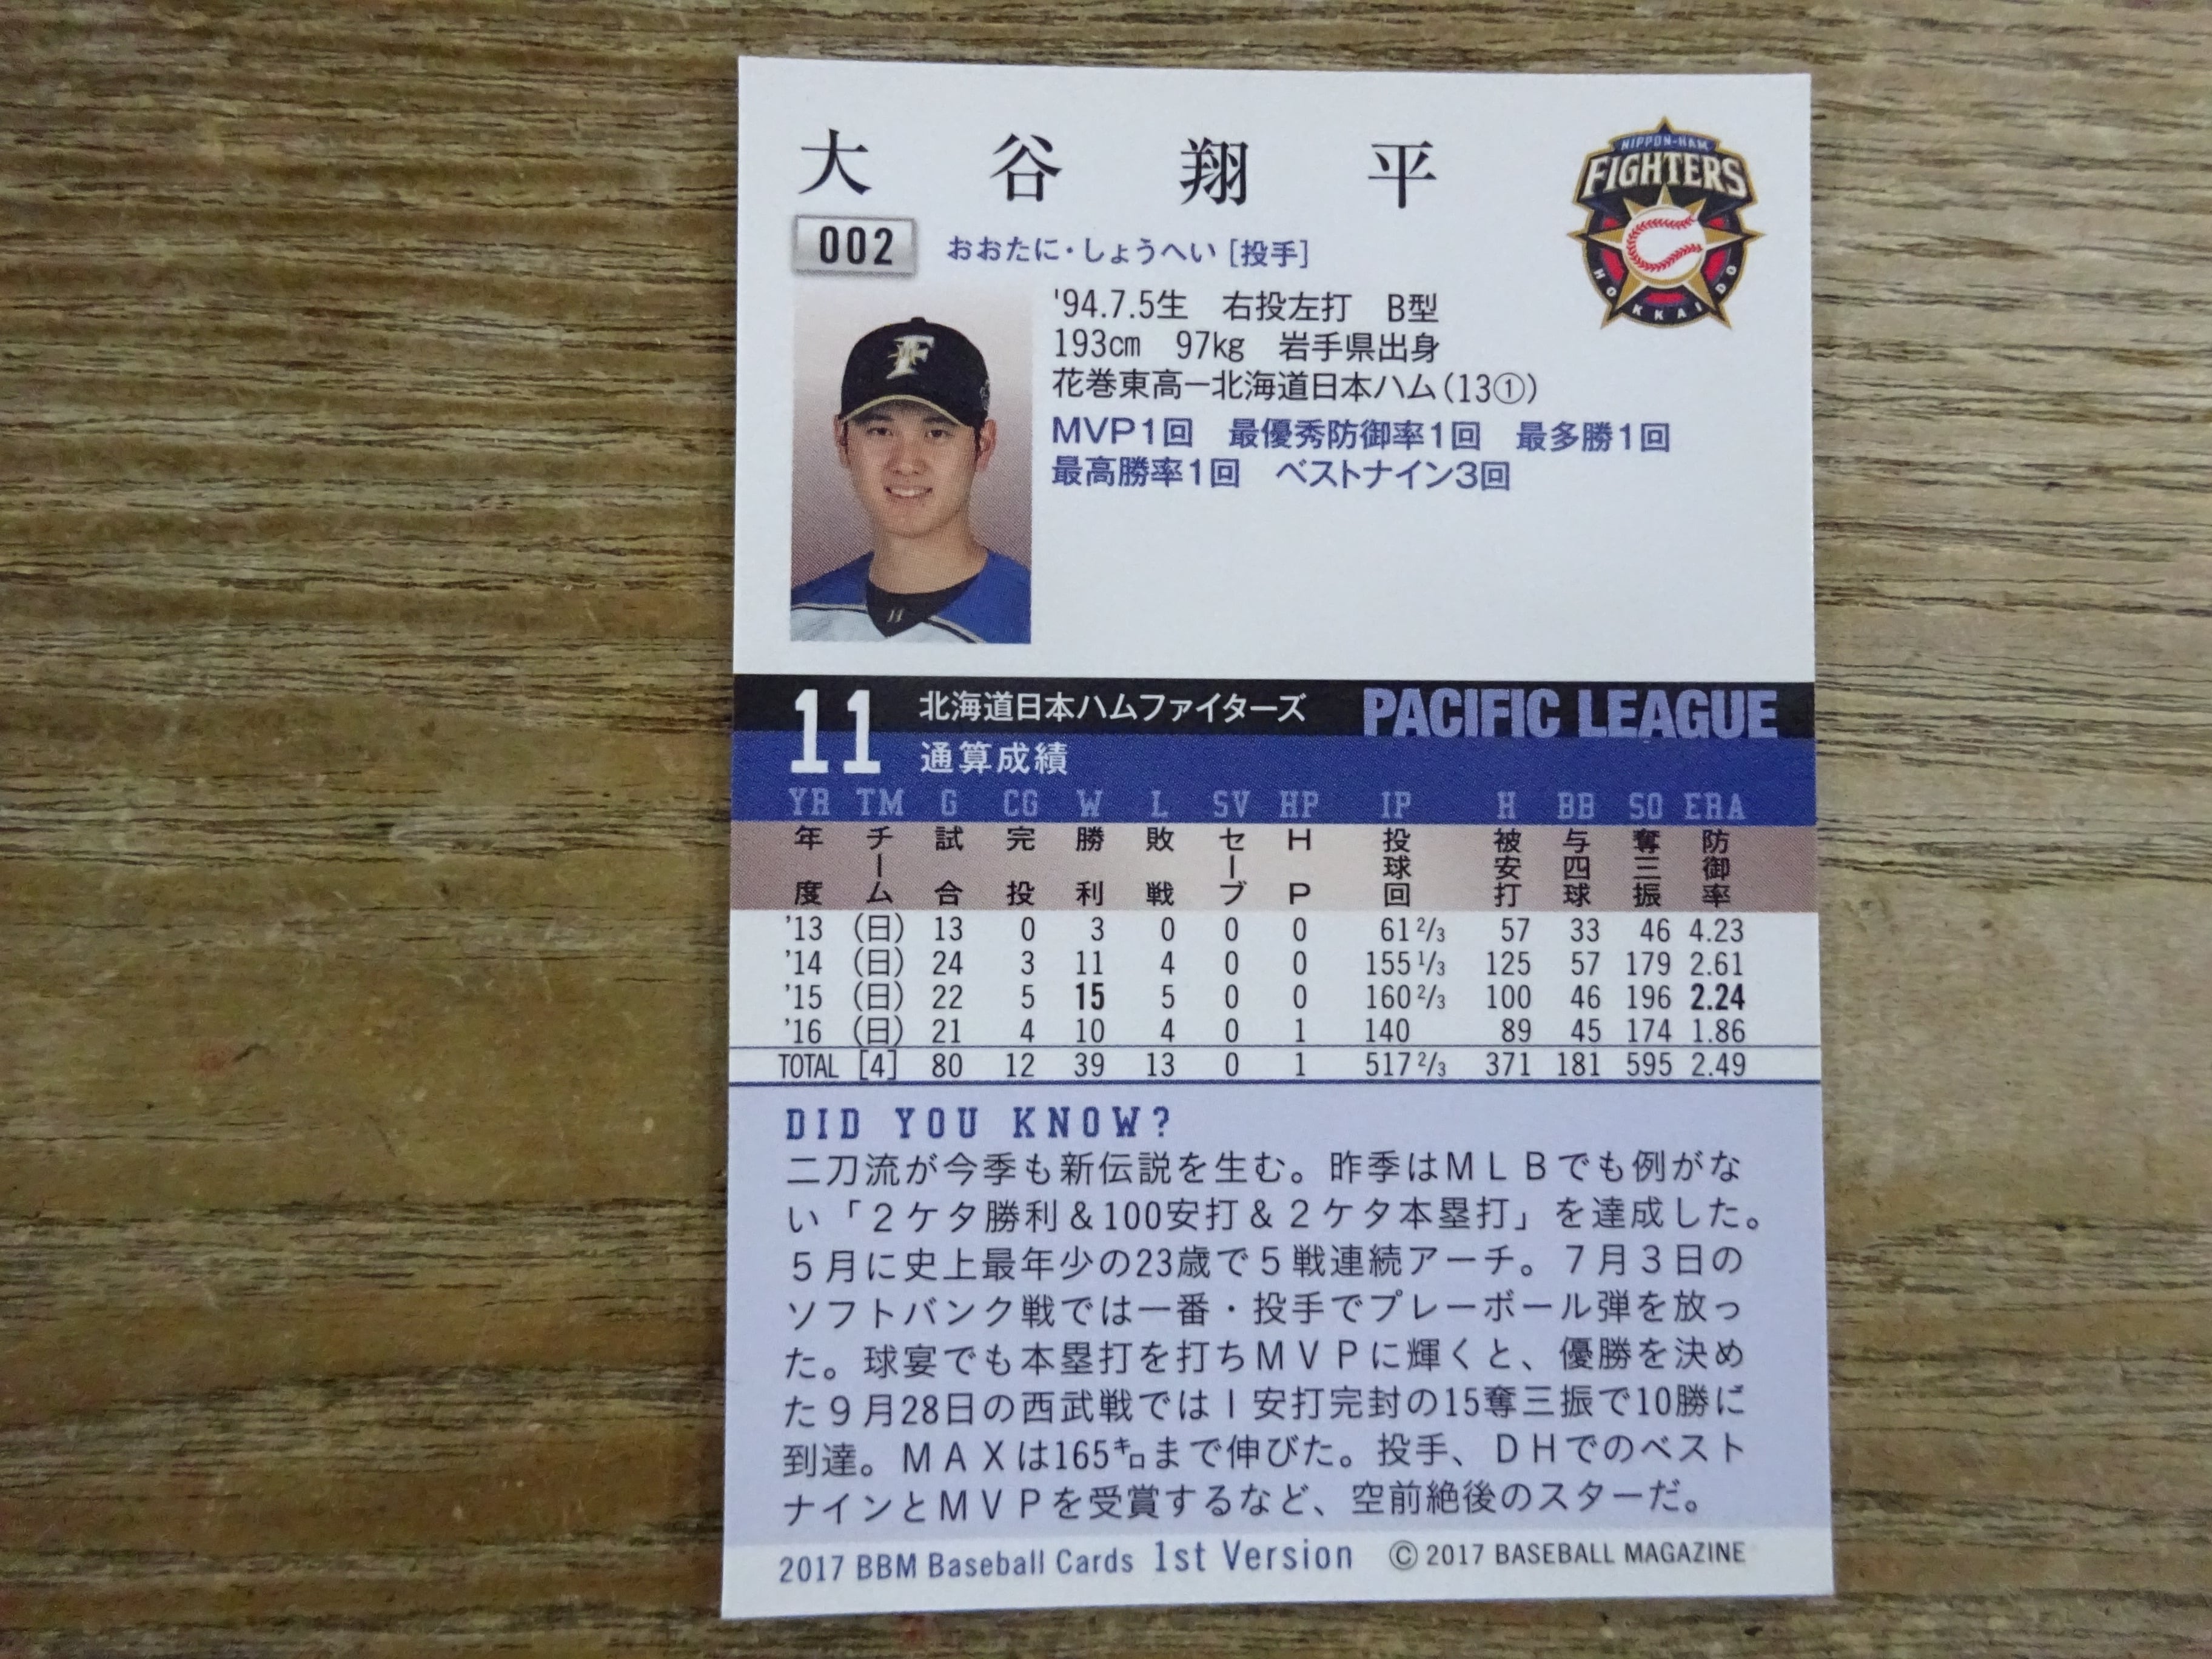 大谷翔平
NIPPON-HAM
FIGHTERS
HOKKAIDO
002 おおたに・しょうへい [投手]
'94.7.5生 右投左打 B型
193cm 97kg 岩手県出身
花巻東高ー北海道日本ハム(13①)
MVP1回 最優秀防御率1回 最多勝1回
最高勝率1回 ベストナイン3回
F
11 北海道日本ハムファイターズ PACIFIC LEAGUE
通算成績
YR TM G CG W L SV HP IP H BB SO ERA
年度 チーム 試合 完投 勝利 敗戦 セーブ HP 投球回 被安打 与四球 奪三振 防御率
'13 (日) 13 0 3 0 0 0 61 2/3 57 33 46 4.23
'14 (日) 24 3 11 4 0 0 155 1/3 125 57 179 2.61
'15 (日) 22 5 15 5 0 0 160 2/3 100 46 196 2.24
'16 (日) 21 4 10 4 0 1 140 89 45 174 1.86
TOTAL [4] 80 12 39 13 0 1 517 2/3 371 181 595 2.49
DID YOU KNOW?
二刀流が今季も新伝説を生む。昨季はMLBでも例がな
い「2ケタ勝利&100安打&2ケタ本塁打」を達成した。
5月に史上最年少の23歳で5戦連続アーチ。7月3日の
ソフトバンク戦では一番・投手でプレーボール弾を放っ
た。球宴でも本塁打を打ちMVPに輝くと、優勝を決め
た9月28日の西武戦では1安打完封の15奪三振で10勝に
到達。MAXは165㌔まで伸びた。投手、DHでのベスト
ナインとMVPを受賞するなど、空前絶後のスターだ。
2017 BBM Baseball Cards 1st Version © 2017 BASEBALL MAGAZINE